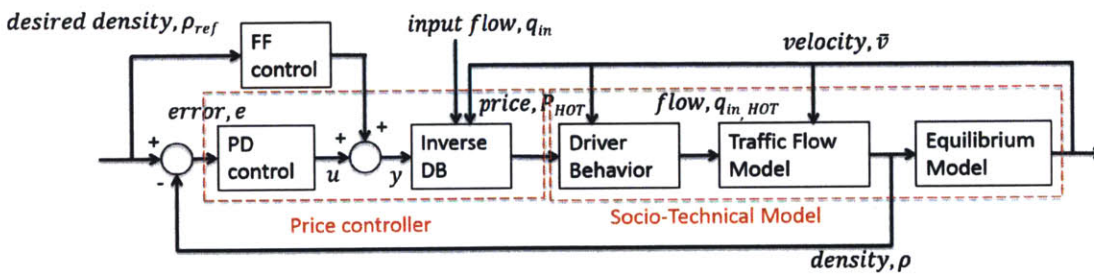 desired density, ρref
input flow, qin
velocity, v̄
FF
control
error, e
price, PHOT
flow, qin, HOT
+
-
PD
control
+
u
+
y
Inverse
DB
Driver
Behavior
Traffic Flow
Model
Equilibrium
Model
Price controller
Socio-Technical Model
density, ρ